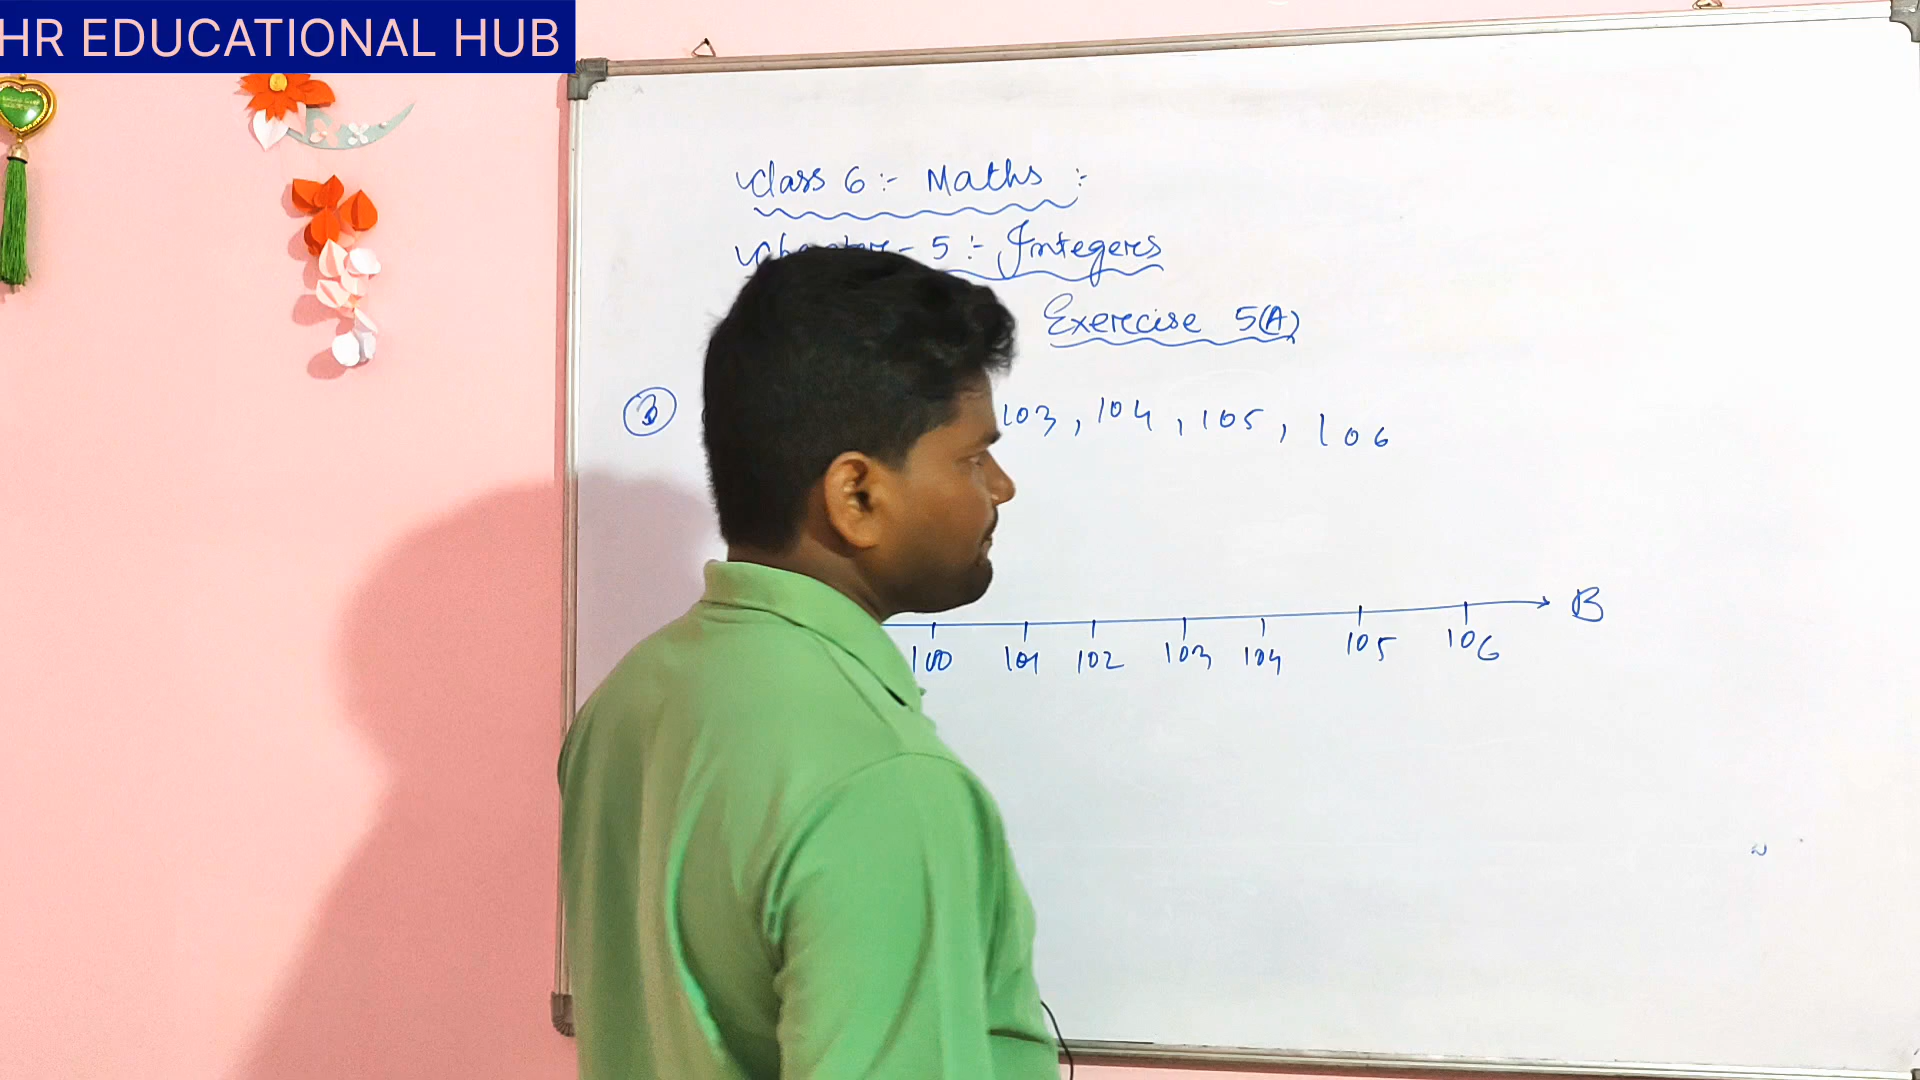 HR EDUCATIONAL HUB
Class 6 :- Maths :-
5 :- Integers
Exercise 5(A)
3 103, 104, 105, 106
B
100 101 102 103 104 105 106